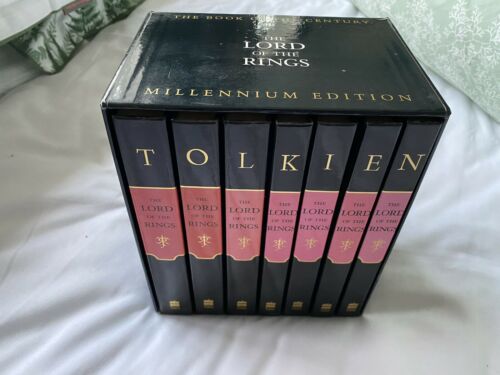 THE BOOK OF THE CENTURY
THE
LORD
OF THE
RINGS
MILLENNIUM EDITION
T O L K I E N
THE
LORD
OF THE
RINGS
THE
LORD
OF THE
RINGS
THE
LORD
OF THE
RINGS
THE
LORD
OF THE
RINGS
THE
LORD
OF THE
RINGS
THE
LORD
OF THE
RINGS
THE
LORD
OF THE
RINGS